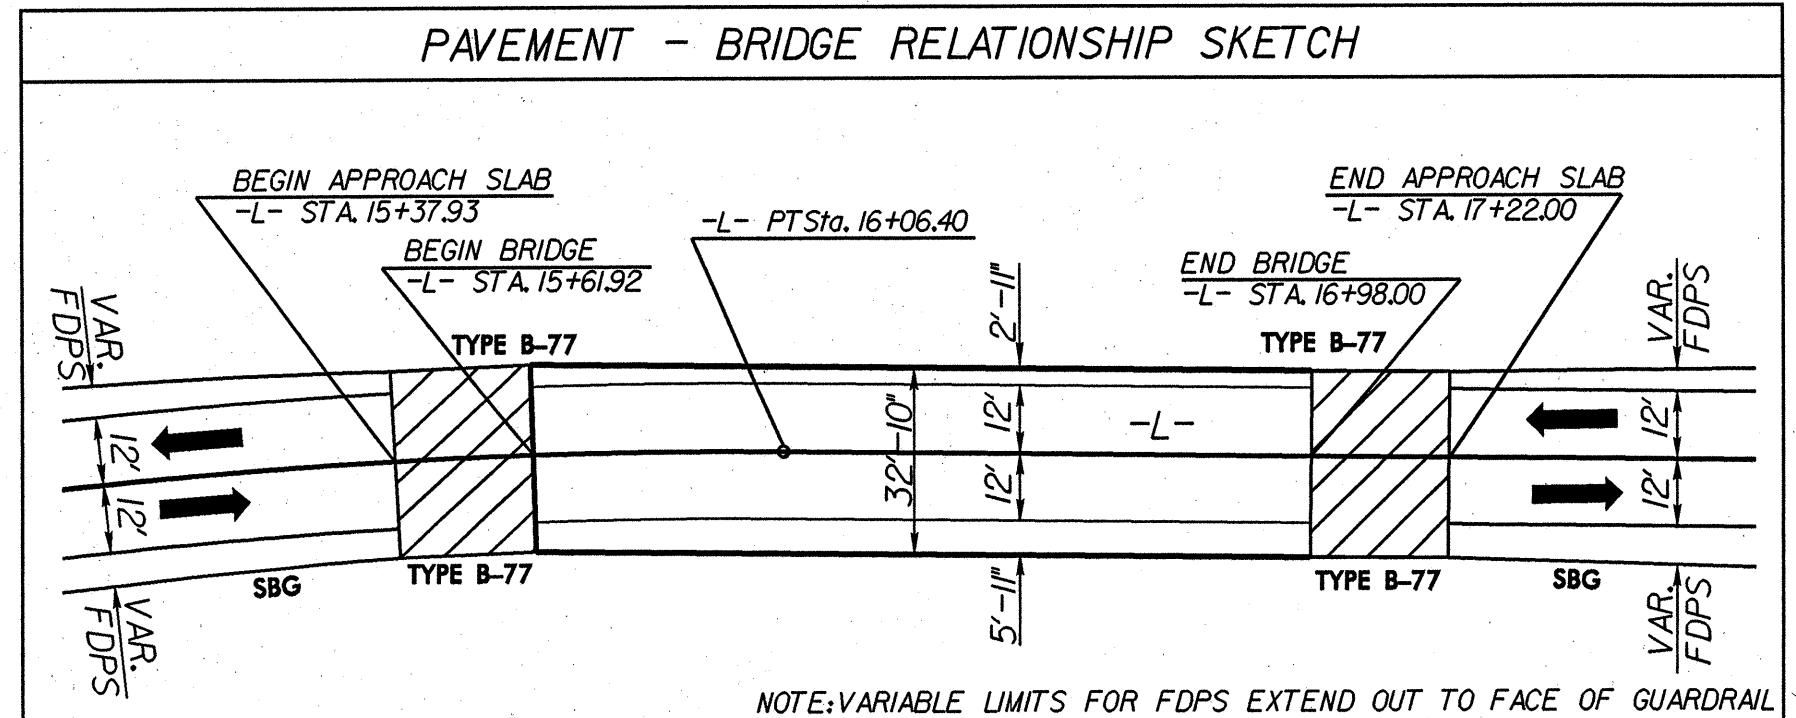 PAVEMENT - BRIDGE RELATIONSHIP SKETCH
BEGIN APPROACH SLAB
-L- STA. 15+37.93
BEGIN BRIDGE
-L- STA. 15+61.92
-L- PTSta. 16+06.40
END APPROACH SLAB
-L- STA. 17+22.00
END BRIDGE
-L- STA. 16+98.00
VAR.
FDPS
TYPE B-77
2'-11"
TYPE B-77
VAR.
FDPS
12'
12'
32'-10"
12'
12'
-L-
12'
12'
SBG
TYPE B-77
5'-11"
TYPE B-77
SBG
VAR.
FDPS
VAR.
FDPS
NOTE: VARIABLE LIMITS FOR FDPS EXTEND OUT TO FACE OF GUARDRAIL